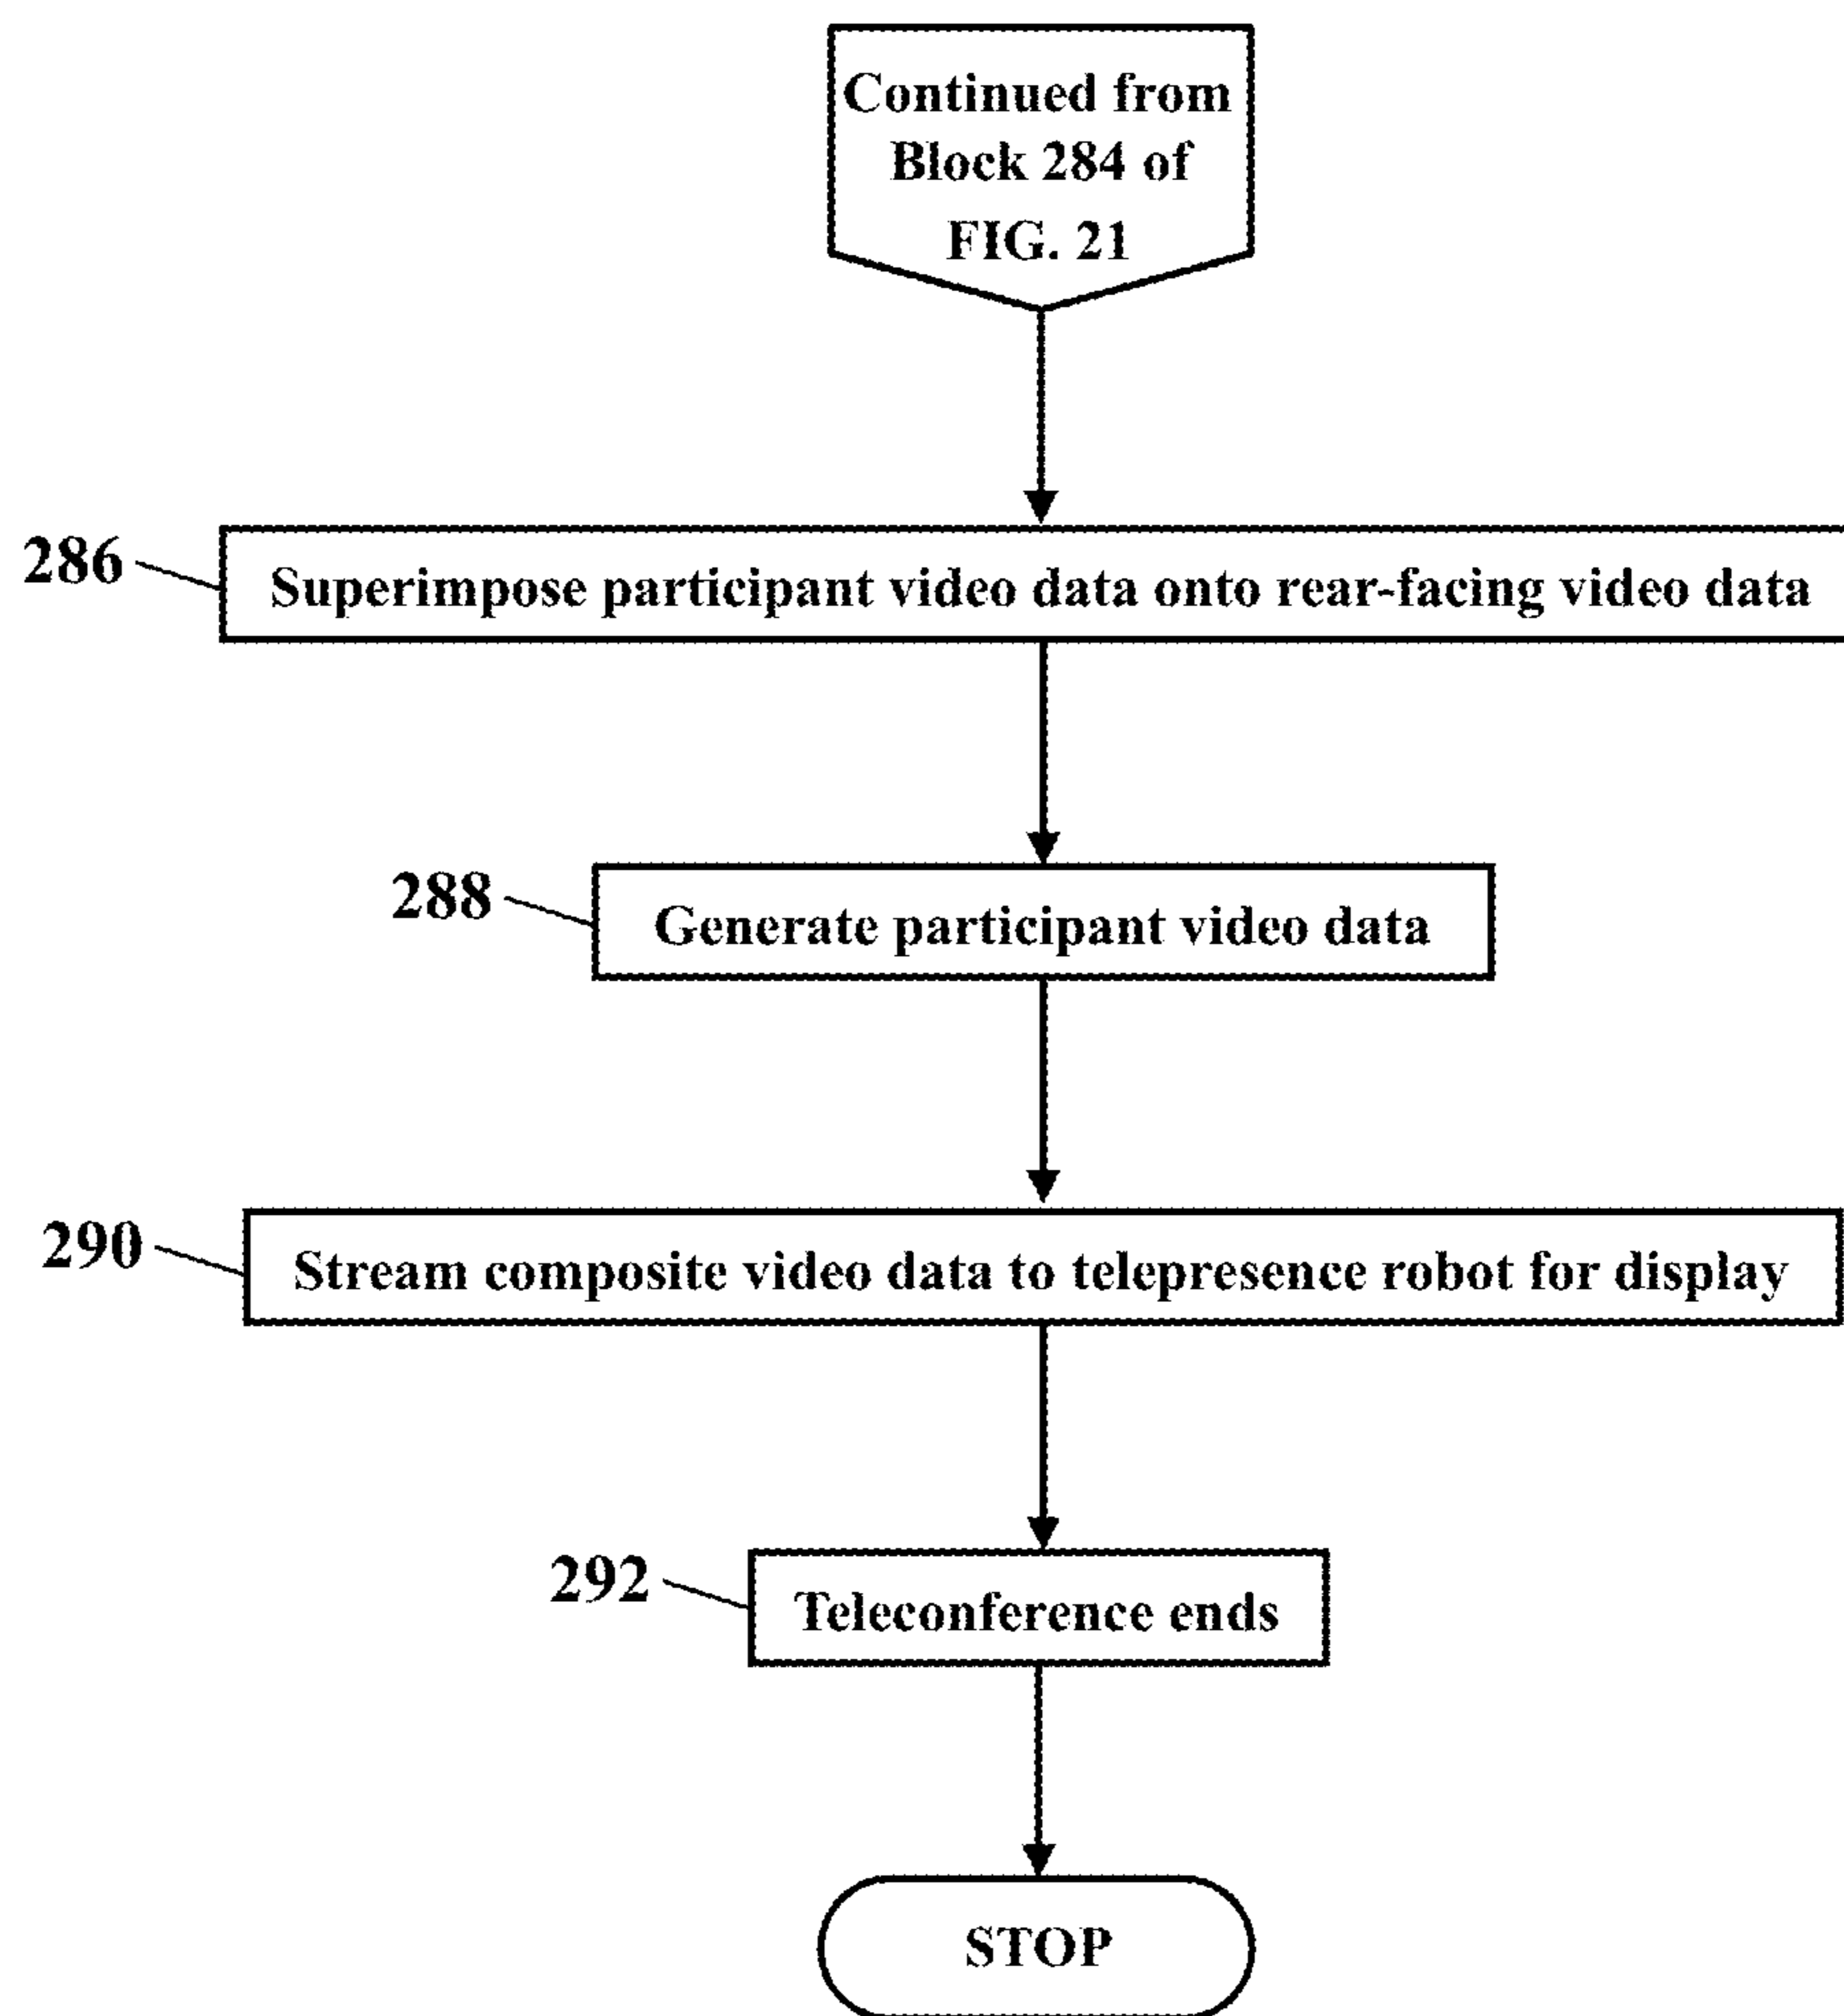 Continued from
Block 284 of
FIG. 21
286
Superimpose participant video data onto rear-facing video data
288
Generate participant video data
290
Stream composite video data to telepresence robot for display
292
Teleconference ends
STOP